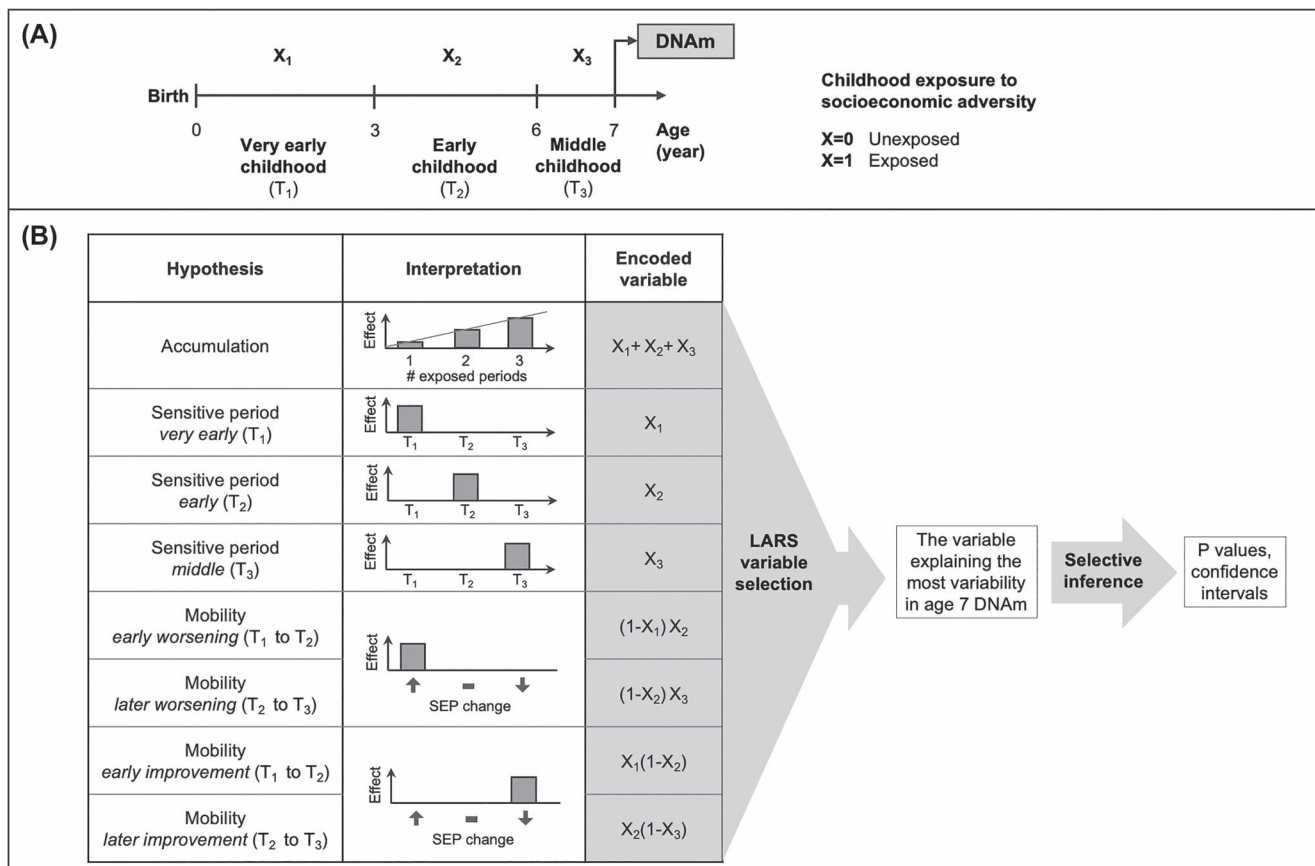 (A)
X₁ X₂ X₃ DNAm
Birth
0 3 6 7 Age
(year)
Very early
childhood
(T₁)
Early
childhood
(T₂)
Middle
childhood
(T₃)
Childhood exposure to
socioeconomic adversity
X=0 Unexposed
X=1 Exposed
(B)
Hypothesis Interpretation Encoded
variable
Accumulation
Effect
1 2 3
# exposed periods
X₁+ X₂+ X₃
Sensitive period
very early (T₁)
Effect
T₁ T₂ T₃
X₁
Sensitive period
early (T₂)
Effect
T₁ T₂ T₃
X₂
Sensitive period
middle (T₃)
Effect
T₁ T₂ T₃
X₃
Mobility
early worsening (T₁ to T₂)
Effect
SEP change
(1-X₁) X₂
Mobility
later worsening (T₂ to T₃)
(1-X₂) X₃
Mobility
early improvement (T₁ to T₂)
Effect
SEP change
X₁(1-X₂)
Mobility
later improvement (T₂ to T₃)
X₂(1-X₃)
LARS
variable
selection
The variable
explaining the
most variability
in age 7 DNAm
Selective
inference
P values,
confidence
intervals